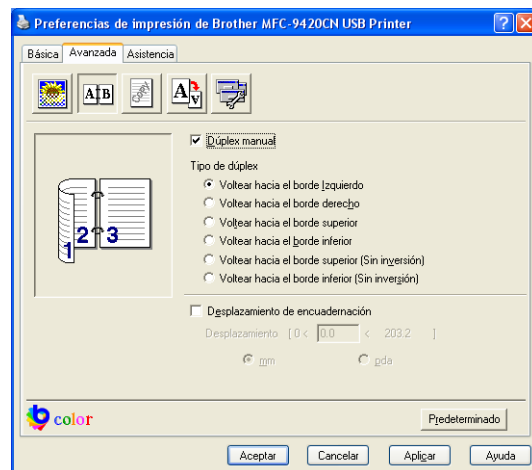 Preferencias de impresión de Brother MFC-9420CN USB Printer
Básica Avanzada Asistencia
A B
A V
Dúplex manual
Tipo de dúplex
Voltear hacia el borde Izquierdo
Voltear hacia el borde derecho
Voltear hacia el borde superior
Voltear hacia el borde inferior
Voltear hacia el borde superior (Sin inversión)
Voltear hacia el borde inferior (Sin inversión)
1 2 3
Desplazamiento de encuadernación
Desplazamiento [ 0 < 0.0 < 203.2 ]
mm pda
b color
Predeterminado
Aceptar Cancelar Aplicar Ayuda